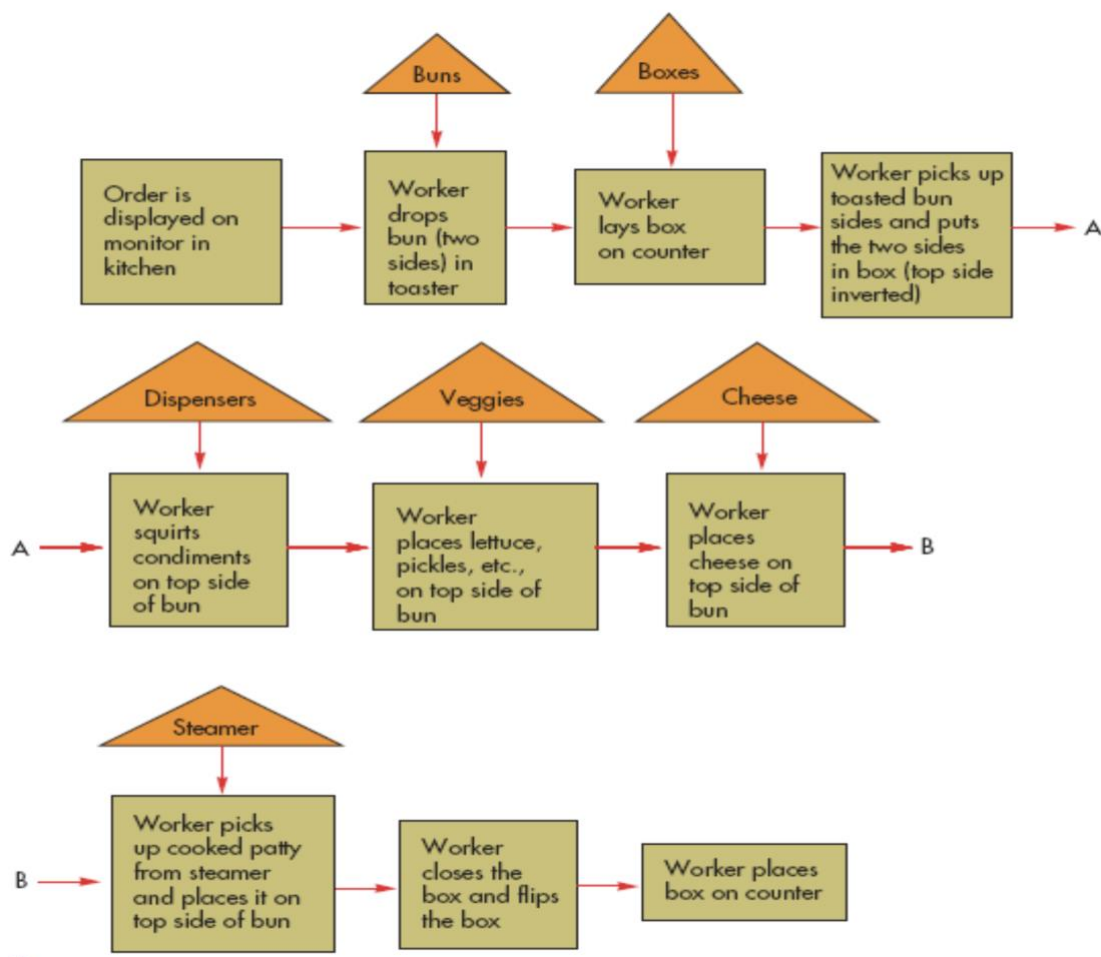 Buns
Boxes
Order is
displayed on
monitor in
kitchen
Worker
drops
bun (two
sides) in
toaster
Worker
lays box
on counter
Worker picks up
toasted bun
sides and puts
the two sides
in box (top side
inverted)
A
Dispensers
Veggies
Cheese
A
Worker
squirts
condiments
on top side
of bun
Worker
places lettuce,
pickles, etc.,
on top side of
bun
Worker
places
cheese on
top side of
bun
B
Steamer
B
Worker picks
up cooked patty
from steamer
and places it on
top side of bun
Worker
closes the
box and flips
the box
Worker places
box on counter